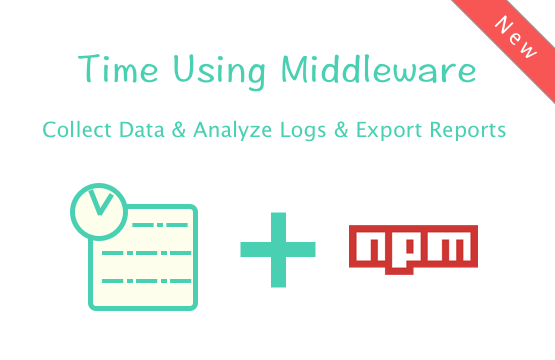 New
Time Using Middleware
Collect Data & Analyze Logs & Export Reports
npm